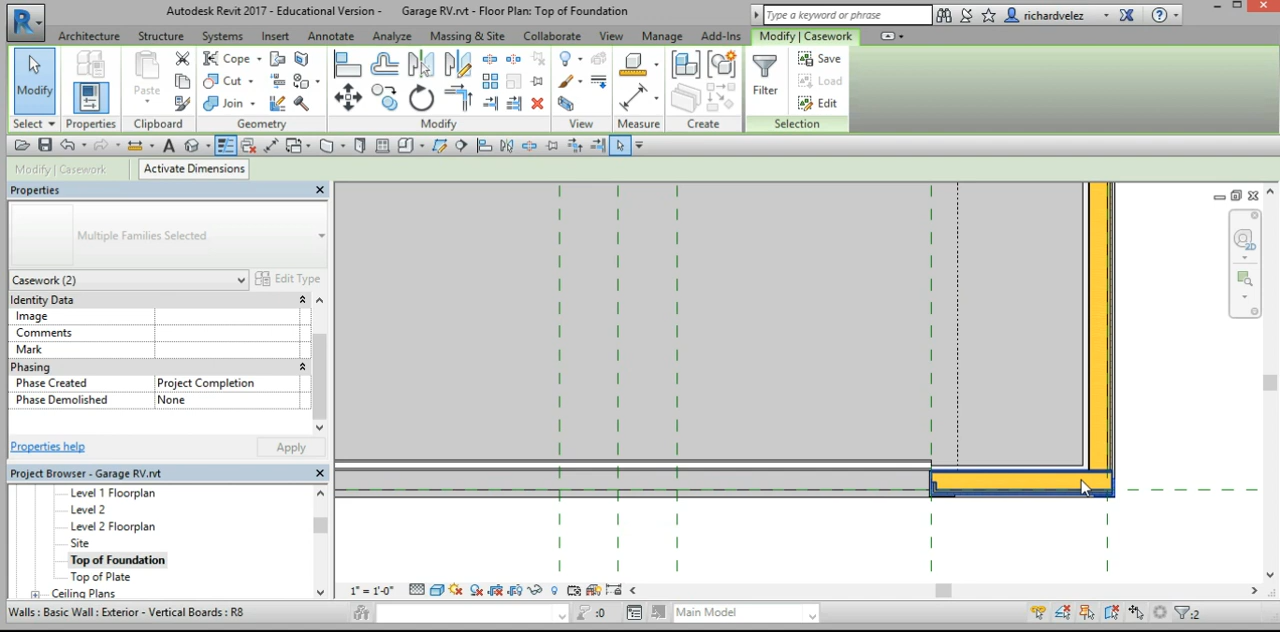 Autodesk Revit 2017 - Educational Version - Garage RV.rvt - Floor Plan: Top of Foundation
Type a keyword or phrase
richardvelez
Architecture Structure Systems Insert Annotate Analyze Massing & Site Collaborate View Manage Add-Ins Modify | Casework
Cope Save
Modify Paste Cut Filter Load
Join Edit
Select Properties Clipboard Geometry Modify View Measure Create Selection
Modify | Casework Activate Dimensions
Properties
Multiple Families Selected
Casework (2) Edit Type
Identity Data
Image
Comments
Mark
Phasing
Phase Created Project Completion
Phase Demolished None
Properties help Apply
Project Browser - Garage RV.rvt
Level 1 Floorplan
Level 2
Level 2 Floorplan
Site
Top of Foundation
Top of Plate
Ceiling Plans
1" = 1'-0"
Walls : Basic Wall : Exterior - Vertical Boards : R8 :0 Main Model :2
2D